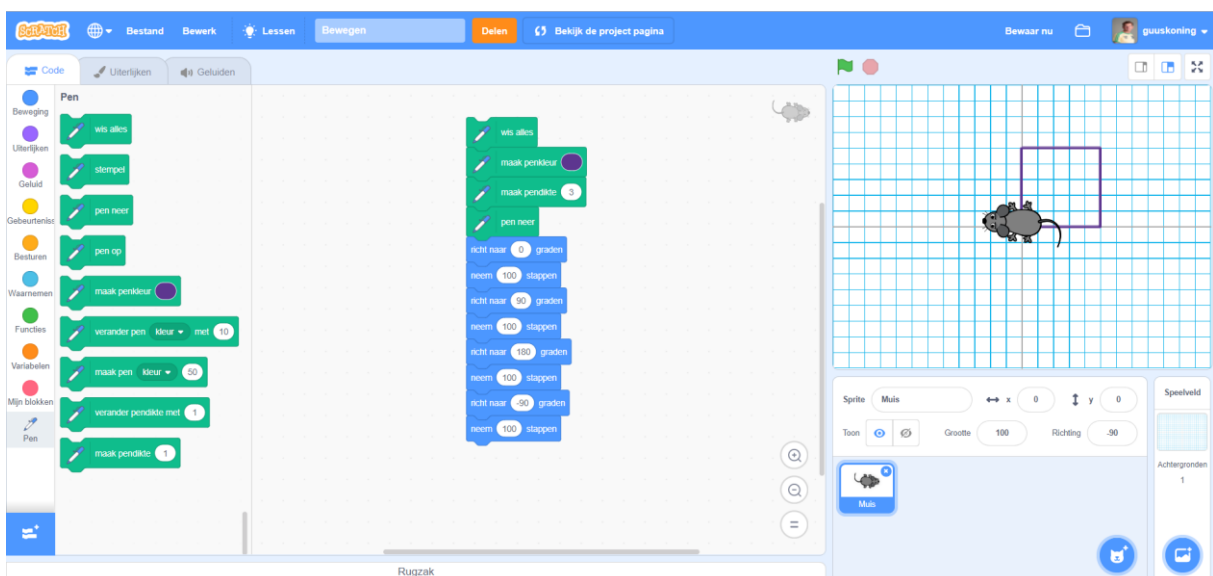 SCRATCH Bestand Bewerk Lessen Bewegen Delen Bekijk de project pagina Bewaar nu guuskoning
Code Uiterlijken Geluiden
Beweging
Uiterlijken
Geluid
Gebeurteniss
Besturen
Waarnemen
Functies
Variabelen
Mijn blokken
Pen
Pen
wis alles
stempel
pen neer
pen op
maak penkleur
verander pen kleur met 10
maak pen kleur 50
verander pendikte met 1
maak pendikte 1
wis alles
maak penkleur
maak pendikte 3
pen neer
richt naar 0 graden
neem 100 stappen
richt naar 90 graden
neem 100 stappen
richt naar 180 graden
neem 100 stappen
richt naar -90 graden
neem 100 stappen
Sprite Muis x 0 y 0
Toon Grootte 100 Richting -90
Muis
Speelveld
Achtergronden
1
Rugzak